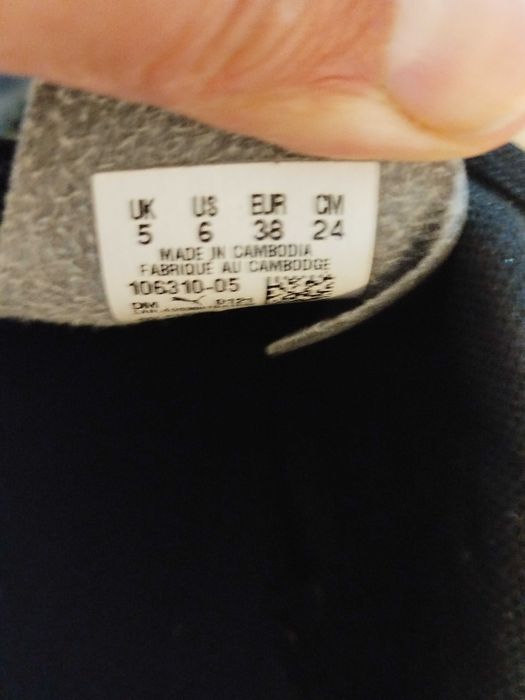 UK US EUR CM
5 6 38 24
MADE IN CAMBODIA
FABRIQUE AU CAMBODGE
106310-05